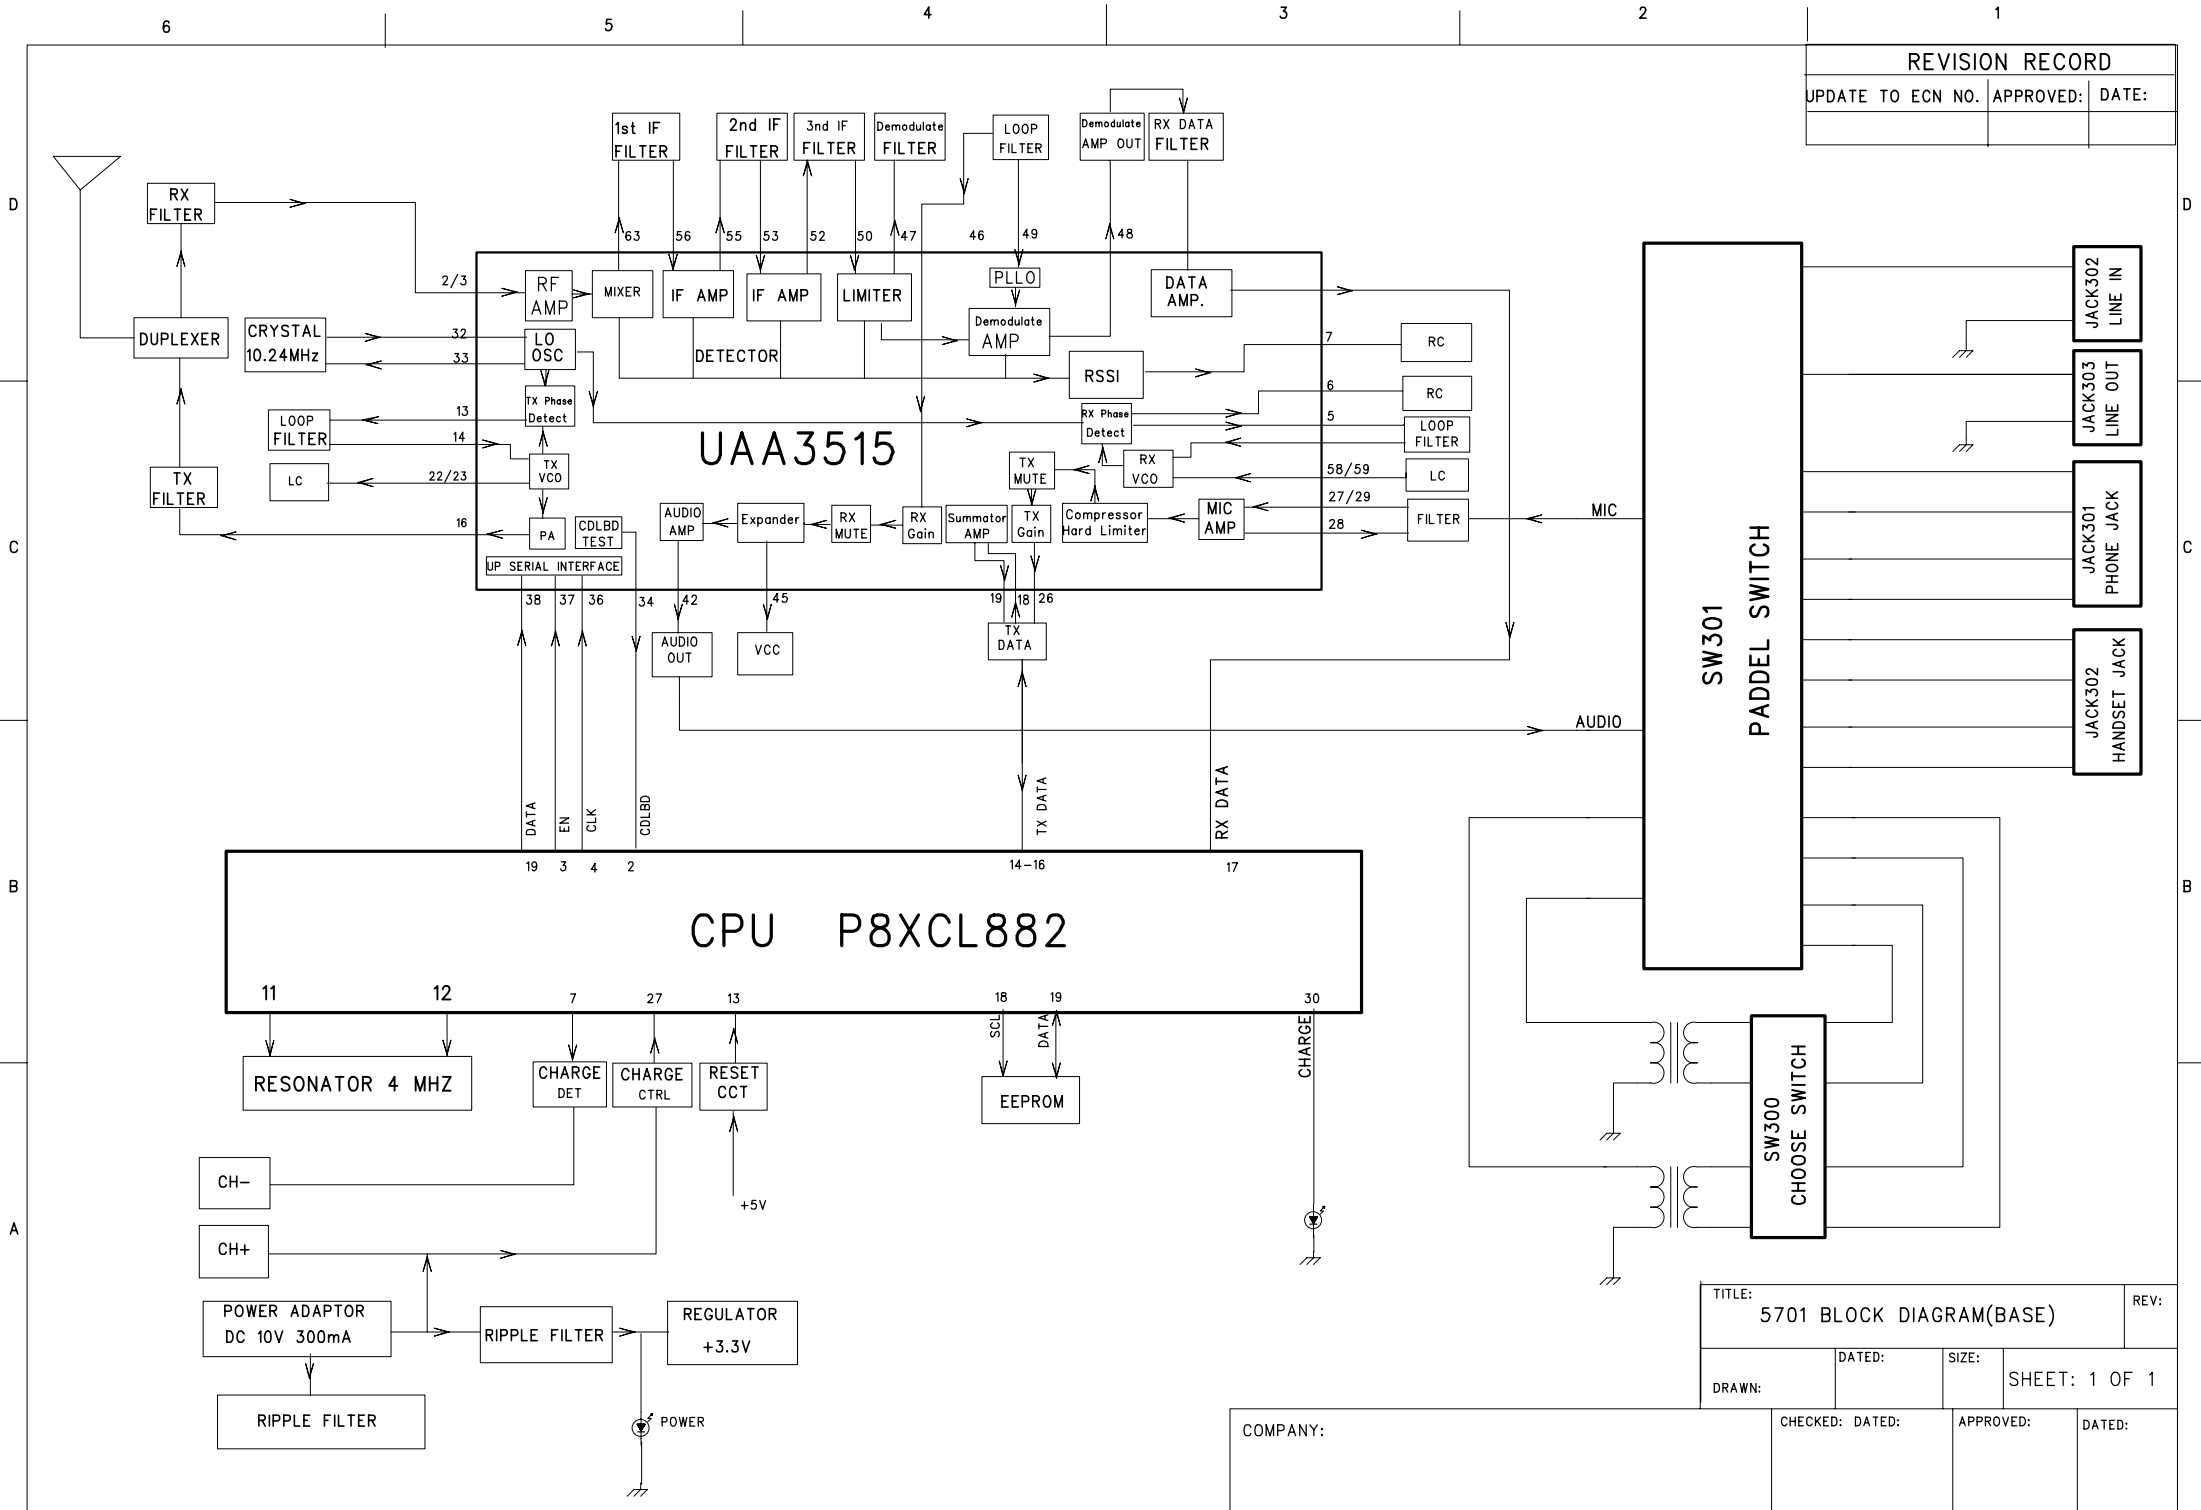 6 5 4 3 2 1
REVISION RECORD
UPDATE TO ECN NO. APPROVED: DATE:
1st IF
FILTER
2nd IF
FILTER
3nd IF
FILTER
Demodulate
FILTER
LOOP
FILTER
Demodulate
AMP OUT
RX DATA
FILTER
D
RX
FILTER
D
63 56 55 53 52 50 47 46 49 48
2/3
RF
AMP
MIXER
IF AMP
IF AMP
LIMITER
PLLO
DATA
AMP.
JACK302
LINE IN
DUPLEXER
CRYSTAL
10.24MHz
32
33
LO
OSC
DETECTOR
Demodulate
AMP
RSSI
7
RC
6
RC
JACK303
LINE OUT
LOOP
FILTER
13
14
TX Phase
Detect
UAA3515
RX Phase
Detect
5
LOOP
FILTER
TX
FILTER
LC
22/23
TX
VCO
TX
MUTE
RX
VCO
58/59
LC
27/29
28
FILTER
MIC
16
PA
CDLBD
TEST
AUDIO
AMP
Expander
RX
MUTE
RX
Gain
Summator
AMP
TX
Gain
Compressor
Hard Limiter
MIC
AMP
C
JACK301
PHONE JACK
C
UP SERIAL INTERFACE
38 37 36 34 42 45 19 18 26
AUDIO
OUT
VCC
TX
DATA
SW301
PADDEL SWITCH
JACK302
HANDSET JACK
AUDIO
DATA
EN
CLK
CDLBD
TX DATA
RX DATA
19 3 4 2 14-16 17
B
CPU P8XCL882
B
11 12 7 27 13 18 19 30
SCL
DATA
CHARGE
RESONATOR 4 MHZ
CHARGE
DET
CHARGE
CTRL
RESET
CCT
EEPROM
SW300
CHOOSE SWITCH
CH-
+5V
A
CH+
POWER ADAPTOR
DC 10V 300mA
RIPPLE FILTER
REGULATOR
+3.3V
RIPPLE FILTER
POWER
TITLE:
5701 BLOCK DIAGRAM(BASE)
REV:
DRAWN:
DATED:
SIZE:
SHEET: 1 OF 1
COMPANY:
CHECKED: DATED:
APPROVED:
DATED: